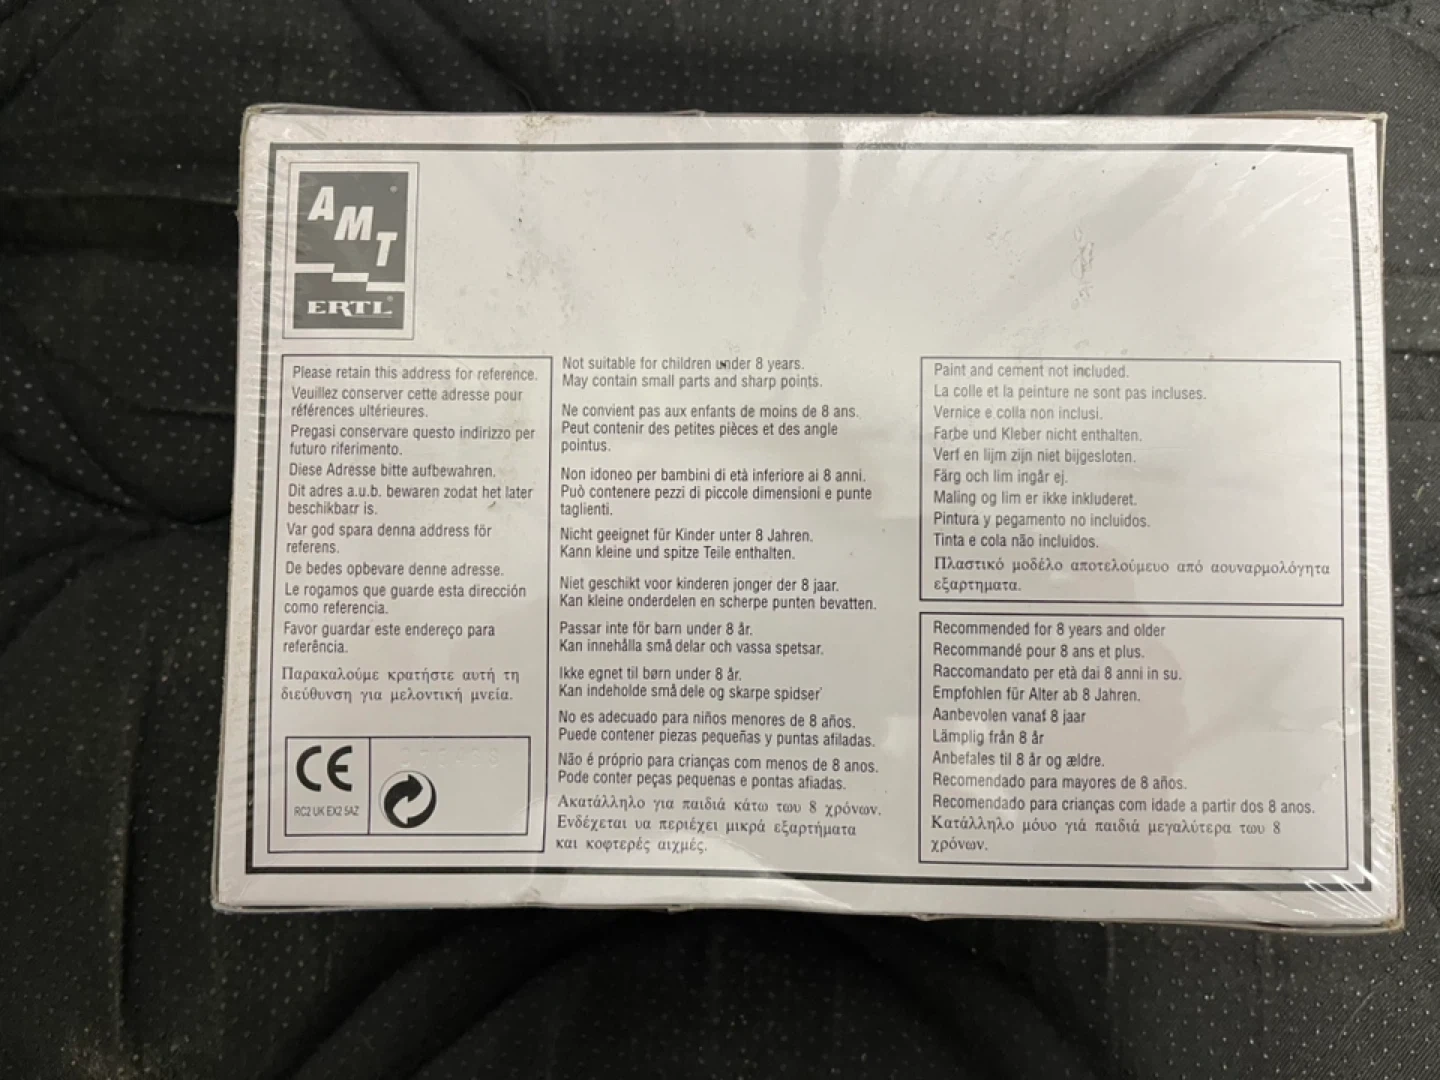 AMT
ERTL®
Please retain this address for reference.
Veuillez conserver cette adresse pour
références ultérieures.
Pregasi conservare questo indirizzo per
futuro riferimento.
Diese Adresse bitte aufbewahren.
Dit adres a.u.b. bewaren zodat het later
beschikbaar is.
Var god spara denna address för
referens.
De bedes opbevare denne adresse.
Le rogamos que guarde esta dirección
como referencia.
Favor guardar este endereço para
referência.
Παρακαλούμε κρατήστε αυτή τη
διεύθυνση για μελοντική μνεία.
CE
RC2 UK EX2 5AZ
Not suitable for children under 8 years.
May contain small parts and sharp points.
Ne convient pas aux enfants de moins de 8 ans.
Peut contenir des petites pièces et des angle
pointus.
Non idoneo per bambini di età inferiore ai 8 anni.
Può contenere pezzi di piccole dimensioni e punte
taglienti.
Nicht geeignet für Kinder unter 8 Jahren.
Kann kleine und spitze Teile enthalten.
Niet geschikt voor kinderen jonger der 8 jaar.
Kan kleine onderdelen en scherpe punten bevatten.
Passar inte för barn under 8 år.
Kan innehålla små delar och vassa spetsar.
Ikke egnet til børn under 8 år.
Kan indeholde små dele og skarpe spidser
No es adecuado para niños menores de 8 años.
Puede contener piezas pequeñas y puntas afiladas.
Não é próprio para crianças com menos de 8 anos.
Pode conter peças pequenas e pontas afiadas.
Ακατάλληλο για παιδιά κάτω τωυ 8 χρόνων.
Ενδέχεται υα περιέχει μικρά εξαρτήματα
και κοφτερές αιχμές.
Paint and cement not included.
La colle et la peinture ne sont pas incluses.
Vernice e colla non inclusi.
Farbe und Kleber nicht enthalten.
Verf en lijm zijn niet bijgesloten.
Färg och lim ingår ej.
Maling og lim er ikke inkluderet.
Pintura y pegamento no incluidos.
Tinta e cola não incluidos.
Πλαστικό μοδέλο αποτελούμευο από αουναρμολόγητα
εξαρτηματα.
Recommended for 8 years and older
Recommandé pour 8 ans et plus.
Raccomandato per età dai 8 anni in su.
Empfohlen für Alter ab 8 Jahren.
Aanbevolen vanaf 8 jaar
Lämplig från 8 år
Anbefales til 8 år og ældre.
Recomendado para mayores de 8 años.
Recomendado para crianças com idade a partir dos 8 anos.
Κατάλληλο μόυο γιά παιδιά μεγαλύτερα τωυ 8
χρόνων.